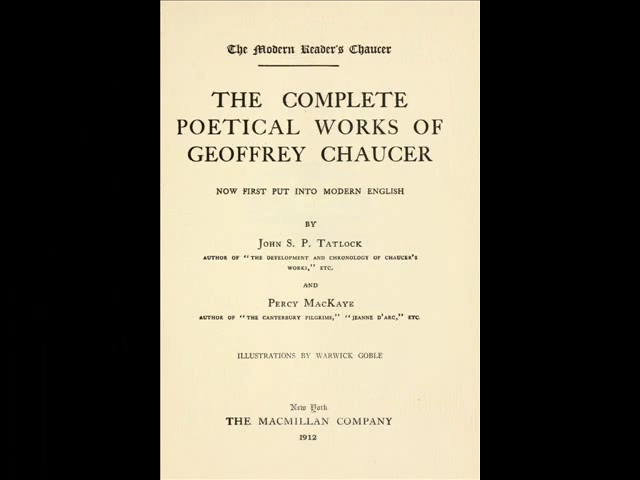 The Modern Reader's Chaucer
THE COMPLETE
POETICAL WORKS OF
GEOFFREY CHAUCER
NOW FIRST PUT INTO MODERN ENGLISH
BY
JOHN S. P. TATLOCK
AUTHOR OF "THE DEVELOPMENT AND CHRONOLOGY OF CHAUCER'S
WORKS," ETC.
AND
PERCY MACKAYE
AUTHOR OF "THE CANTERBURY PILGRIMS," "JEANNE D'ARC," ETC.
ILLUSTRATIONS BY WARWICK GOBLE
New York
THE MACMILLAN COMPANY
1912